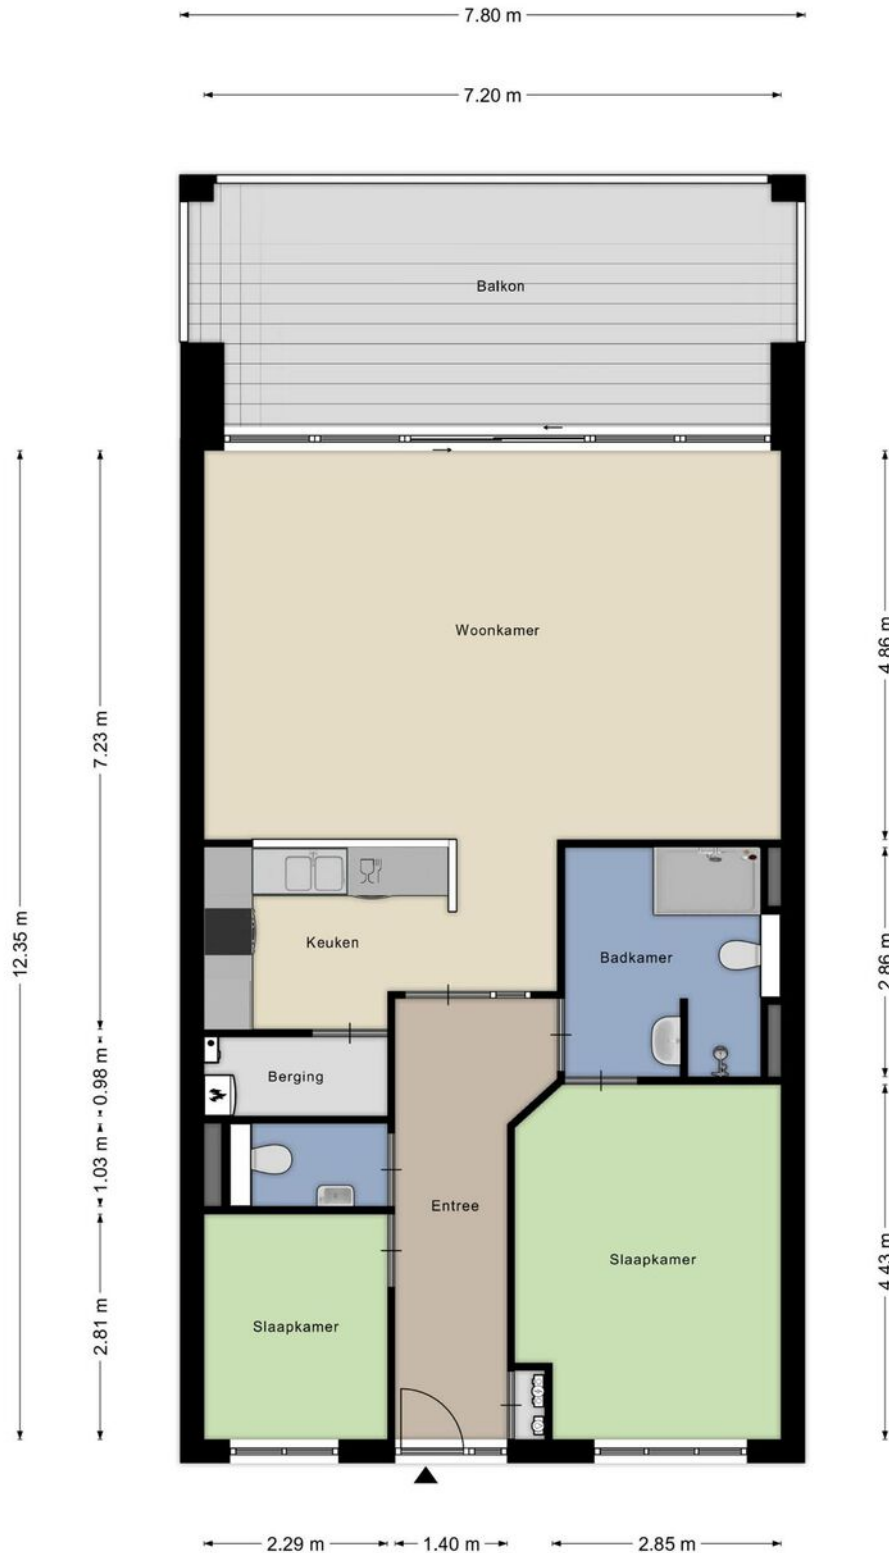 7.80 m
7.20 m
Balkon
Woonkamer
4.86 m
7.23 m
12.35 m
Keuken
Badkamer
2.86 m
0.98 m
Berging
1.03 m
Entree
Slaapkamer
4.43 m
2.81 m
Slaapkamer
2.29 m
1.40 m
2.85 m